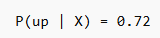 P(up | X) = 0.72